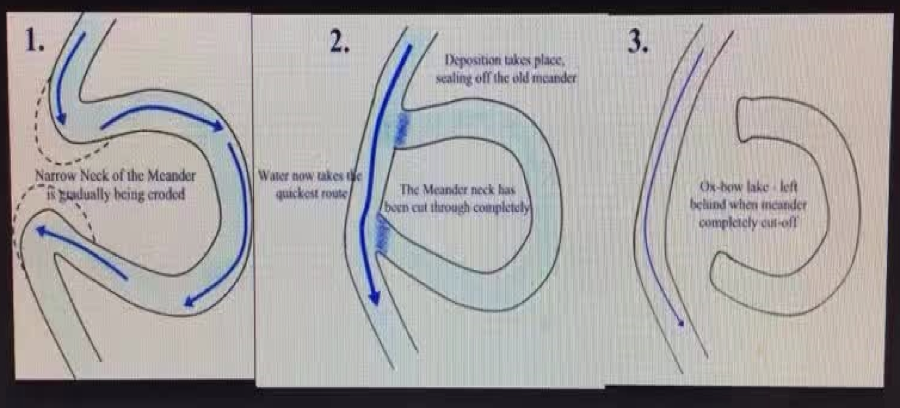 1.
Narrow Neck of the Meander
is gradually being eroded
2.
Deposition takes place,
sealing off the old meander
Water now takes the
quickest route
The Meander neck has
been cut through completely
3.
Ox-bow lake - left
behind when meander
completely cut-off